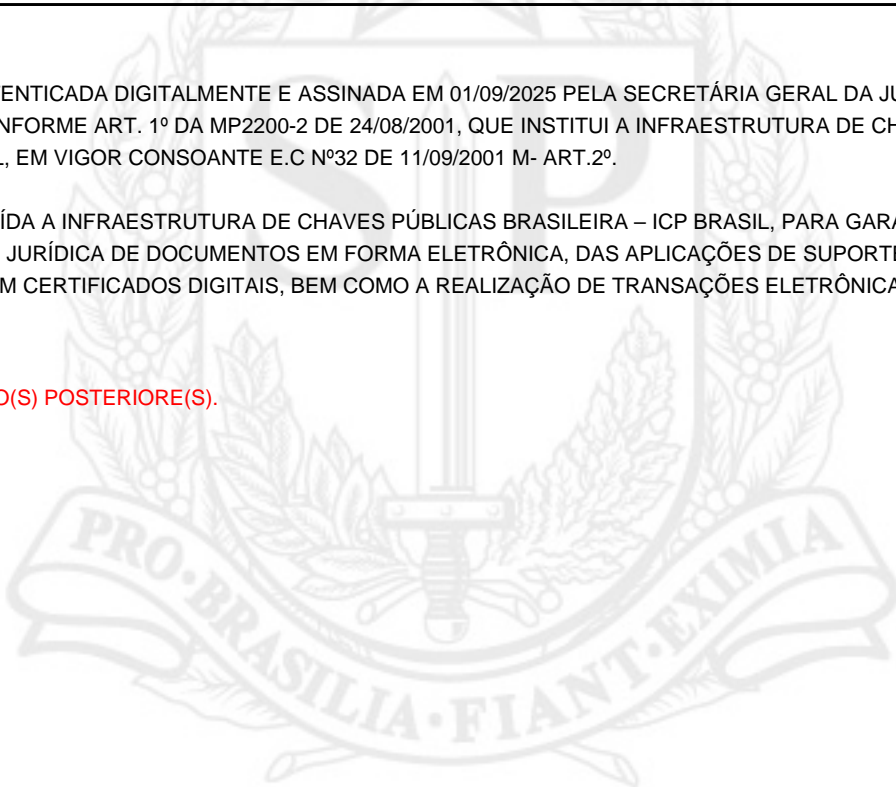 ENTICADA DIGITALMENTE E ASSINADA EM 01/09/2025 PELA SECRETÁRIA GERAL DA JU
NFORME ART. 1º DA MP2200-2 DE 24/08/2001, QUE INSTITUI A INFRAESTRUTURA DE CH
L, EM VIGOR CONSOANTE E.C Nº32 DE 11/09/2001 M- ART.2º.
ÍDA A INFRAESTRUTURA DE CHAVES PÚBLICAS BRASILEIRA – ICP BRASIL, PARA GARA
JURÍDICA DE DOCUMENTOS EM FORMA ELETRÔNICA, DAS APLICAÇÕES DE SUPORTE
M CERTIFICADOS DIGITAIS, BEM COMO A REALIZAÇÃO DE TRANSAÇÕES ELETRÔNICA
O(S) POSTERIORE(S).
SP
PRO·BRASILIA·FIANT·EXIMIA